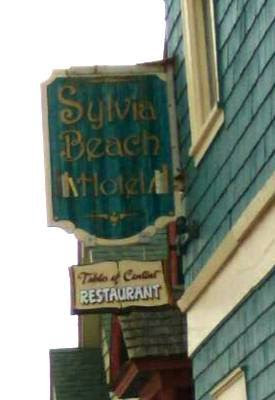 Sylvia
Beach
Hotel
Tables of Content
RESTAURANT